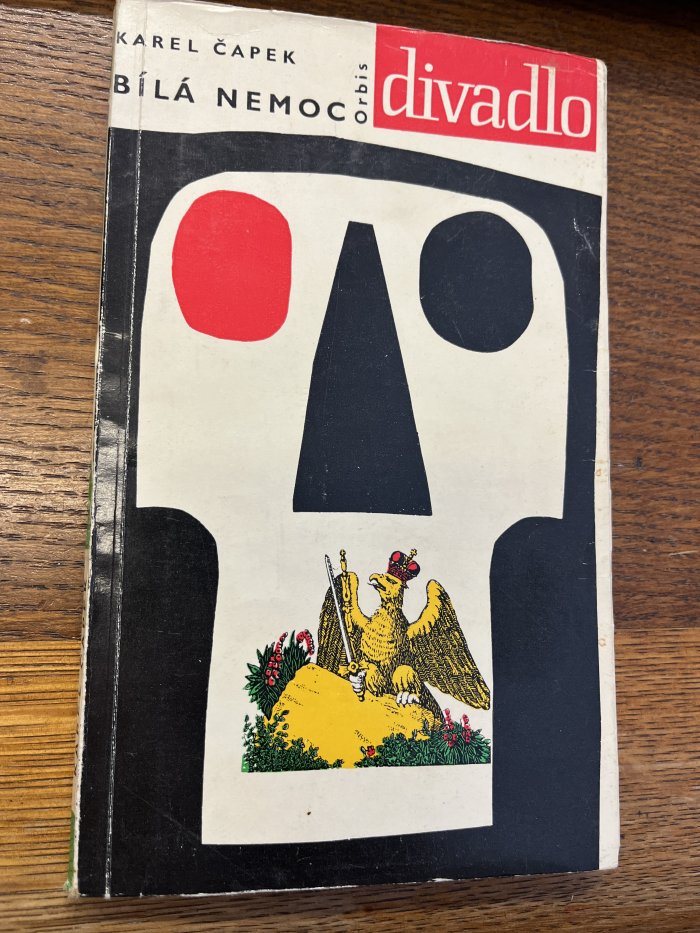 KAREL ČAPEK
BÍLÁ NEMOC
Orbis
divadlo